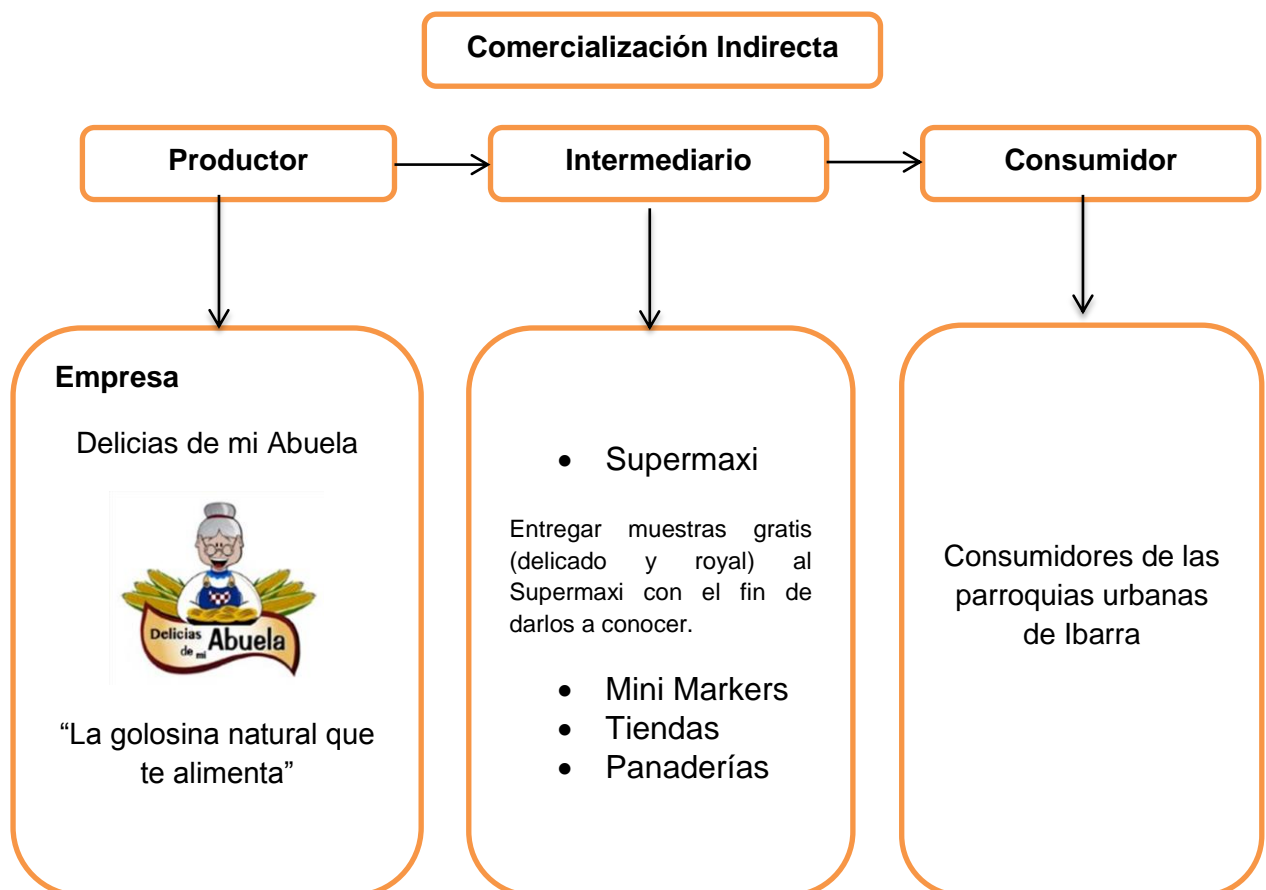 Comercialización Indirecta
Productor
Intermediario
Consumidor
Empresa
Delicias de mi Abuela
Delicias
de mi Abuela
“La golosina natural que
te alimenta”
• Supermaxi
Entregar muestras gratis
(delicado y royal) al
Supermaxi con el fin de
darlos a conocer.
• Mini Markers
• Tiendas
• Panaderías
Consumidores de las
parroquias urbanas
de Ibarra